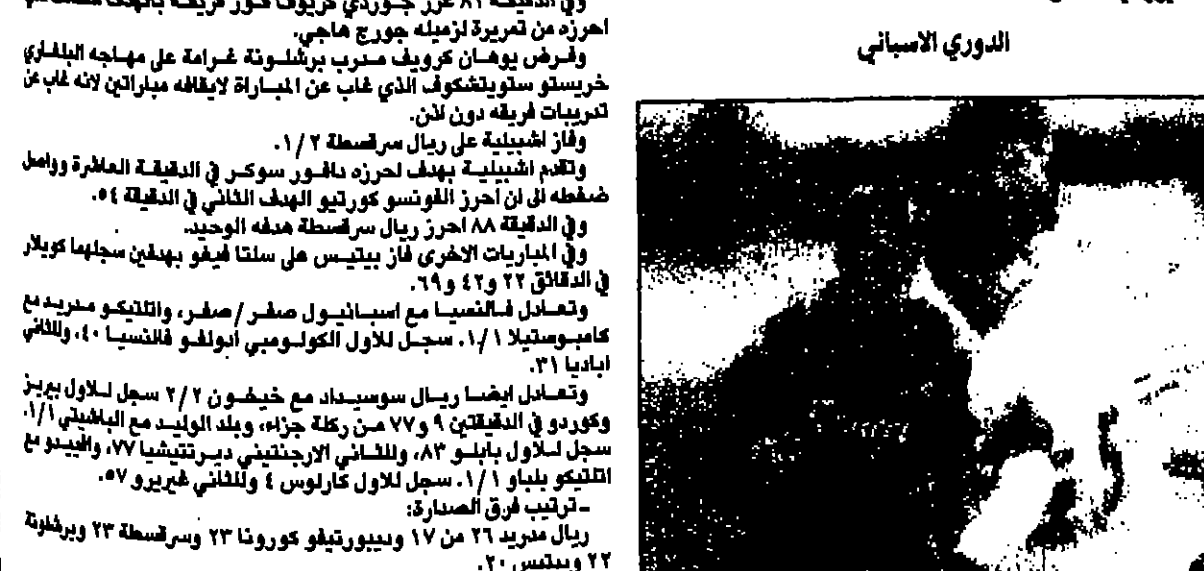 الدوري الاسباني
وفي الدقيقة ٨١ عزز جوردي كرويف فوز فريقه بالهدف
احرزه من تمريرة لزميله جورج هاجي.
وفرض يوهان كرويف مدرب برشلونة غرامة على مهاجمه البلغاري
خريستو ستويتشكوف الذي غاب عن المباراة لايقافه مباراتين لانه غاب عن
تدريبات فريقه دون اذن.
وفاز اشبيلية على ريال سرقسطة ٢/١.
وتقدم اشبيلية بهدف احرزه دافور سوكر في الدقيقة العاشرة وواصل
ضغطه الى ان احرز الفونسو كورتيو الهدف الثاني في الدقيقة ٥٤.
وفي الدقيقة ٨٨ احرز ريال سرقسطة هدفه الوحيد.
وفي المباريات الاخرى فاز بيتيس على سلتا فيغو بهدفين سجلهما كويلار
في الدقائق ٢٢ و٤٢ و٦٩.
وتعادل فالنسيا مع اسبانيول صفر/صفر، واتلتيكو مدريد مع
كامبوستيلا ١/١. سجل للاول الكولومبي ادولفو فالنسيا ٤٠، وللثاني
اباديا ٣١.
وتعادل ايضا ريال سوسيداد مع خيخون ٢/٢ سجل للاول بيريز
وكوردو في الدقيقتين ٩ و٧٧ من ركلة جزاء، وبلد الوليد مع الباشيتي ١/١.
سجل للاول بابلو ٨٣، وللثاني الارجنتيني ديرتتيشيا ٧٧، وافييدو مع
اتلتيكو بلباو ١/١. سجل للاول كارلوس ٤ وللثاني غيريرو ٥٧.
ـ ترتيب فرق الصدارة:
ريال مدريد ٢٦ من ١٧ وديبورتيفو كورونا ٢٣ وسرقسطة ٢٣ وبرشلونة
٢٢ وبيتيس ٢٠.